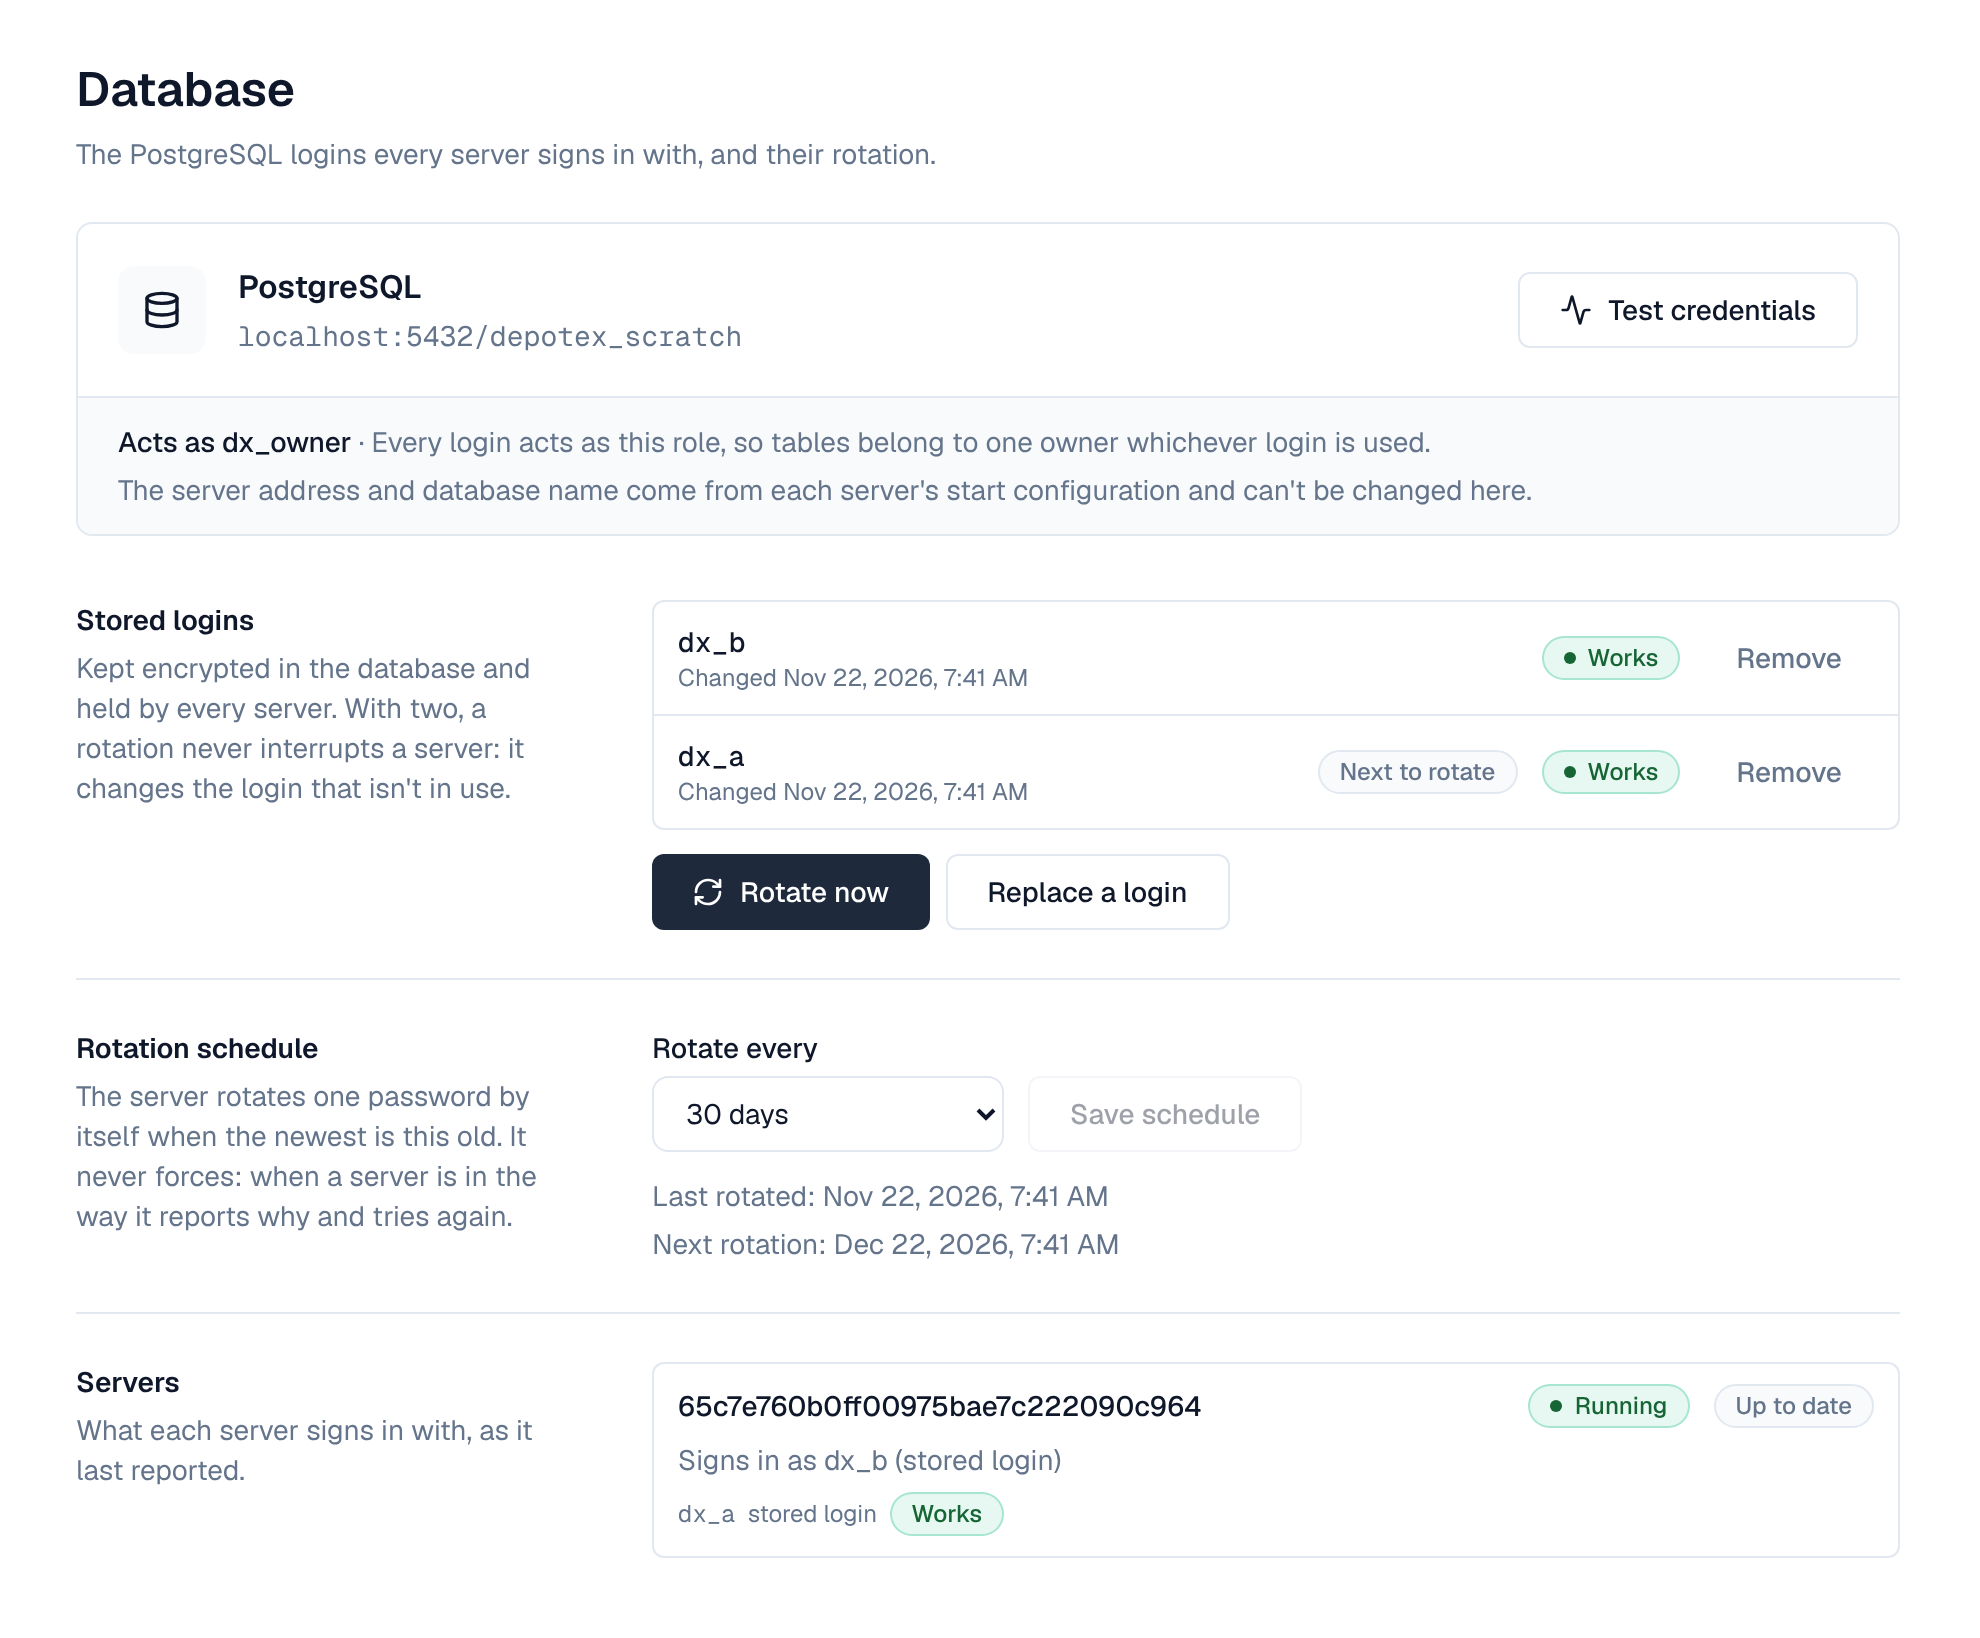 Database
The PostgreSQL logins every server signs in with, and their rotation.
PostgreSQL
localhost:5432/depotex_scratch
Test credentials
Acts as dx_owner · Every login acts as this role, so tables belong to one owner whichever login is used.
The server address and database name come from each server's start configuration and can't be changed here.
Stored logins
Kept encrypted in the database and
held by every server. With two, a
rotation never interrupts a server: it
changes the login that isn't in use.
dx_b
Changed Nov 22, 2026, 7:41 AM
Works
Remove
dx_a
Changed Nov 22, 2026, 7:41 AM
Next to rotate
Works
Remove
Rotate now
Replace a login
Rotation schedule
The server rotates one password by
itself when the newest is this old. It
never forces: when a server is in the
way it reports why and tries again.
Rotate every
30 days
Save schedule
Last rotated: Nov 22, 2026, 7:41 AM
Next rotation: Dec 22, 2026, 7:41 AM
Servers
What each server signs in with, as it
last reported.
65c7e760b0ff00975bae7c222090c964
Running
Up to date
Signs in as dx_b (stored login)
dx_a stored login Works